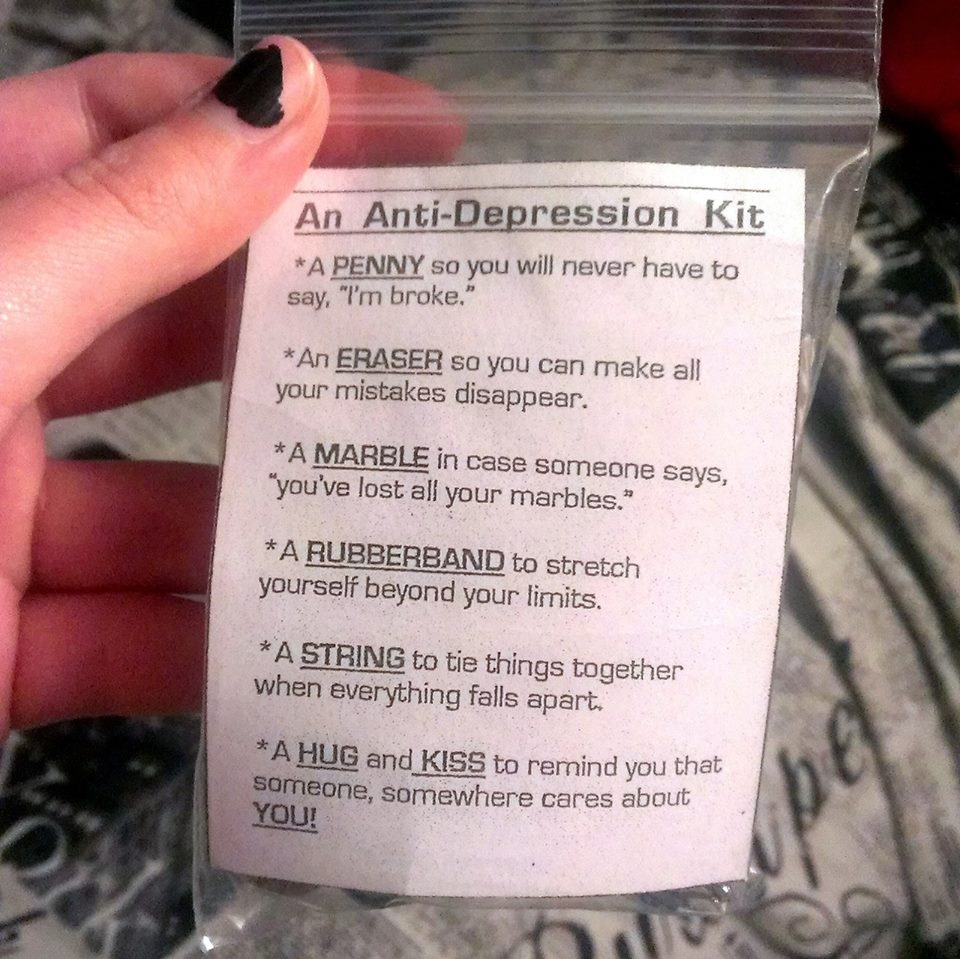 An Anti-Depression Kit
*A PENNY so you will never have to
say, "I'm broke."
*An ERASER so you can make all
your mistakes disappear.
*A MARBLE in case someone says,
"you've lost all your marbles."
*A RUBBERBAND to stretch
yourself beyond your limits.
*A STRING to tie things together
when everything falls apart.
*A HUG and KISS to remind you that
someone, somewhere cares about
YOU!